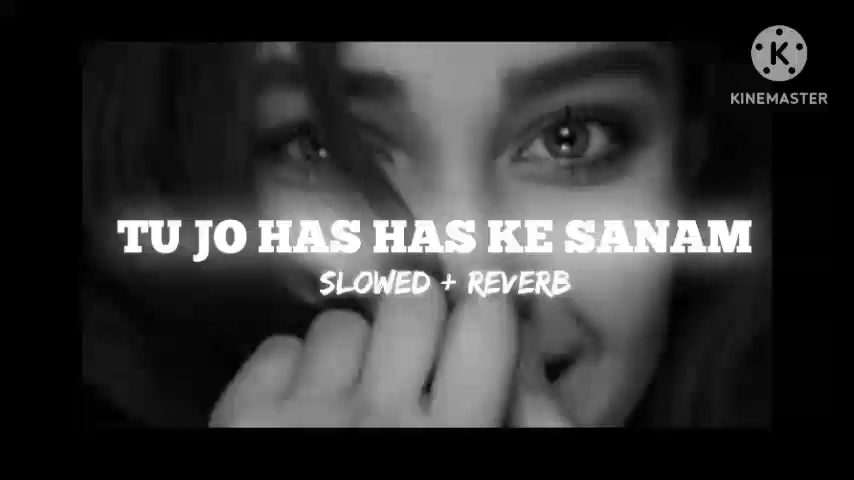 K
KINEMASTER
TU JO HAS HAS KE SANAM
SLOWED + REVERB